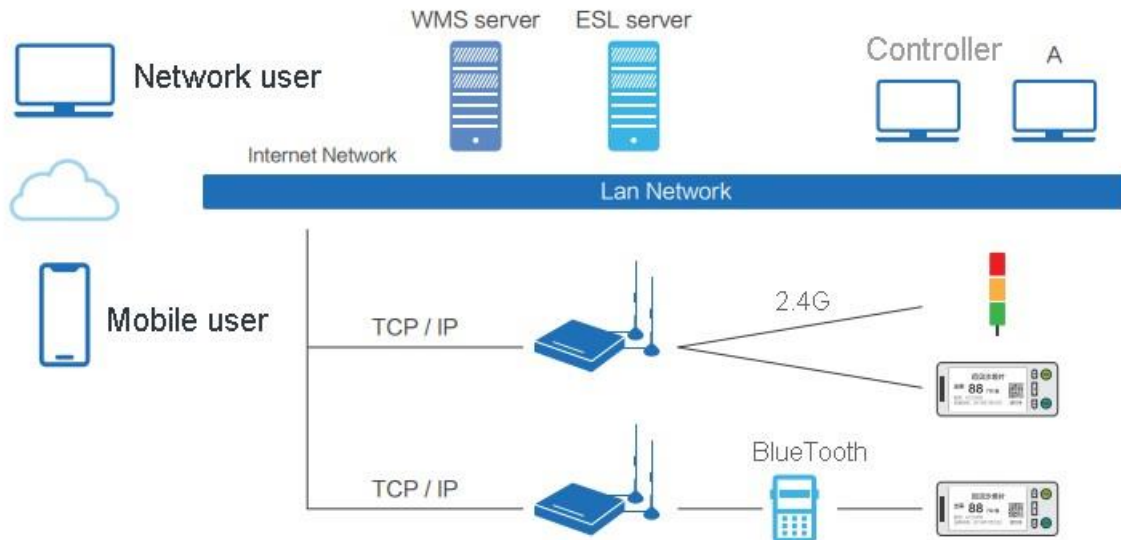 WMS server
ESL server
Controller
A
Network user
Internet Network
Lan Network
Mobile user
TCP / IP
2.4G
88
TCP / IP
BlueTooth
88